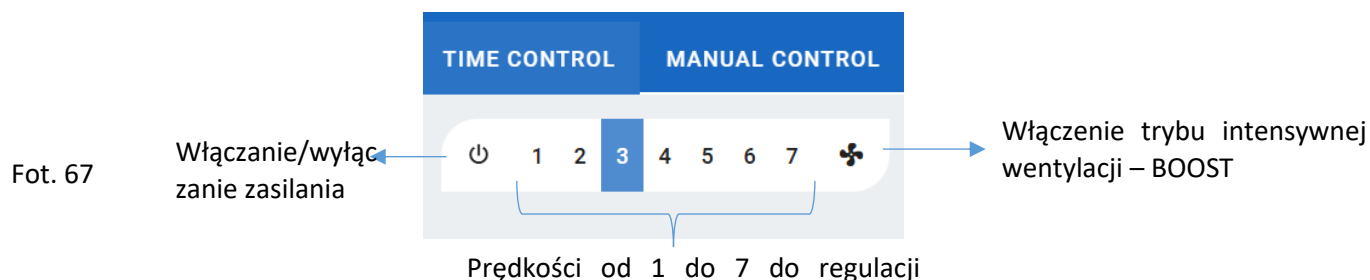 TIME CONTROL MANUAL CONTROL
Fot. 67
Włączanie/wyłąc
zanie zasilania
1 2 3 4 5 6 7
Włączenie trybu intensywnej
wentylacji – BOOST
Prędkości od 1 do 7 do regulacji